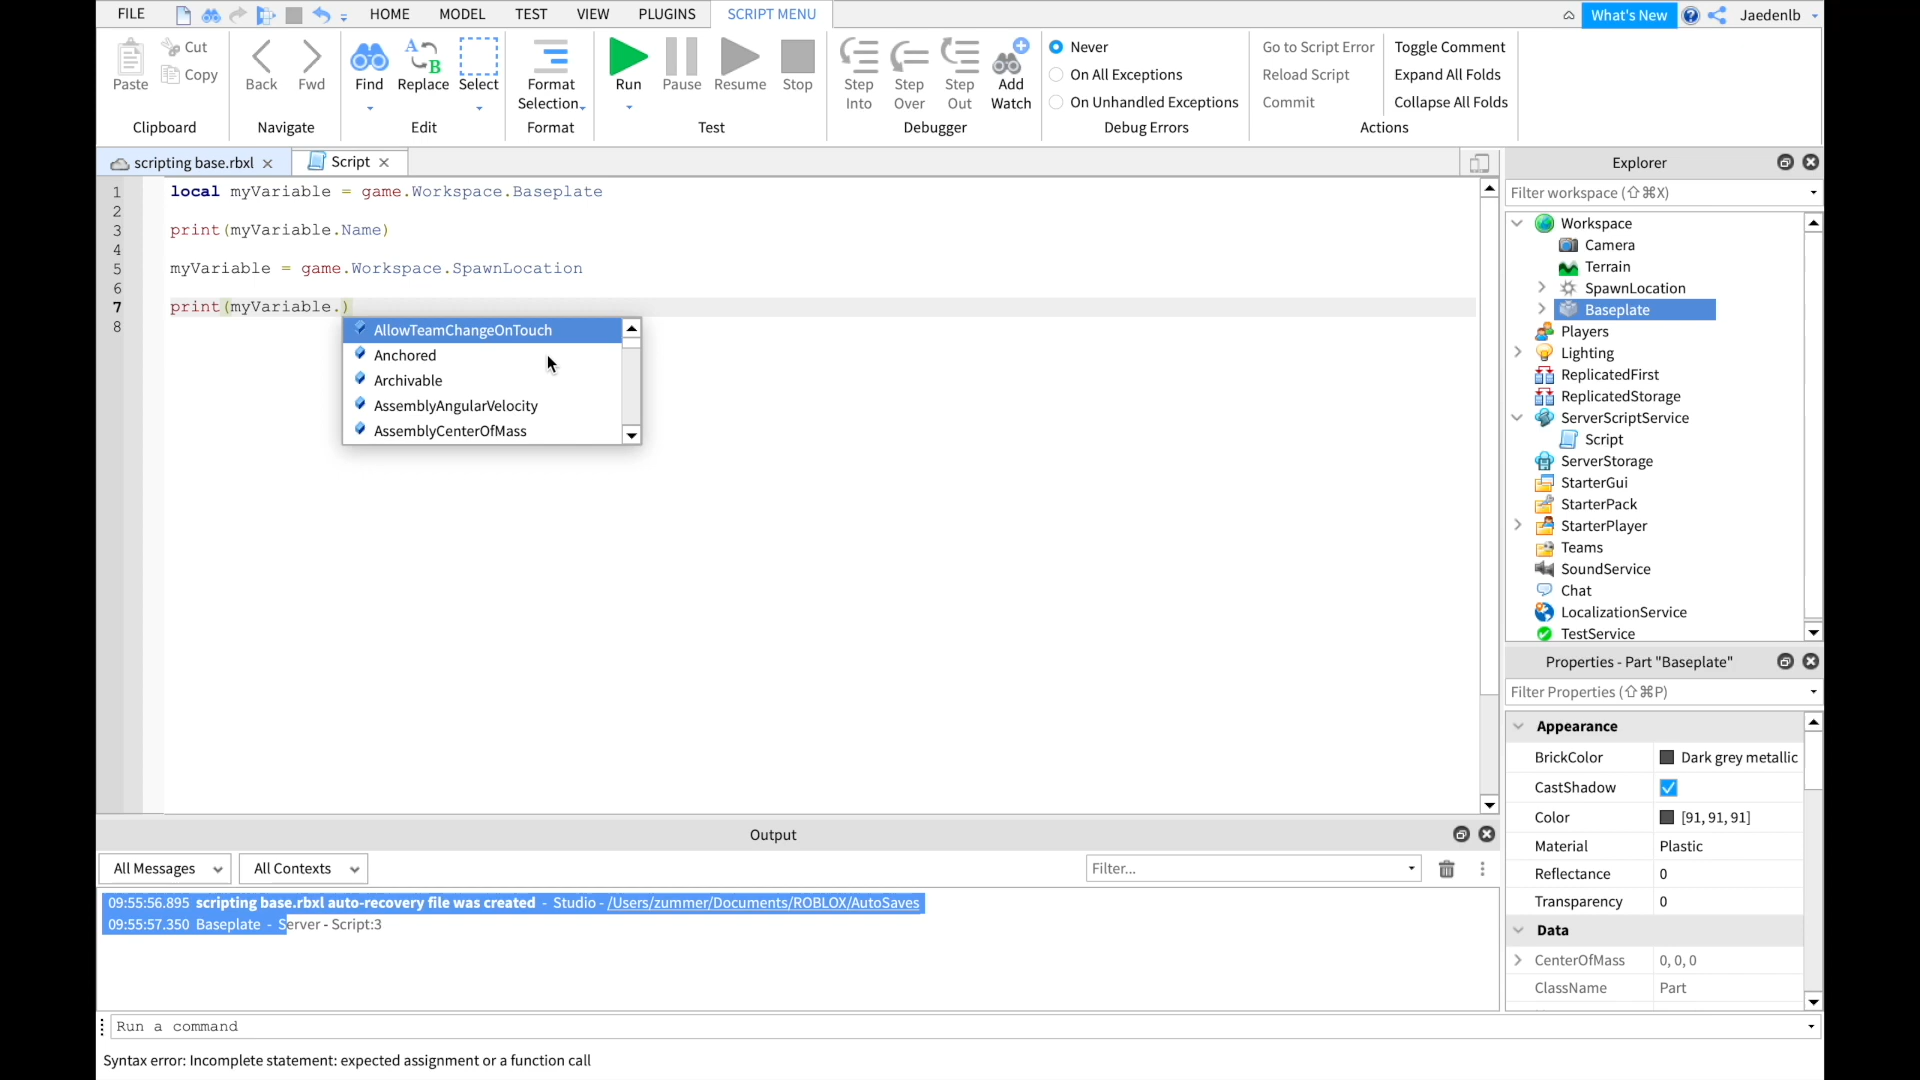 FILE HOME MODEL TEST VIEW PLUGINS SCRIPT MENU What's New Jaedenlb
Paste Cut Copy
Clipboard
Back Fwd
Navigate
Find Replace Select
Edit
Format Selection
Format
Run Pause Resume Stop
Test
Step Into Step Over Step Out Add Watch
Debugger
Never
On All Exceptions
On Unhandled Exceptions
Debug Errors
Go to Script Error Toggle Comment
Reload Script Expand All Folds
Commit Collapse All Folds
Actions
scripting base.rbxl Script
1 local myVariable = game.Workspace.Baseplate
2
3 print(myVariable.Name)
4
5 myVariable = game.Workspace.SpawnLocation
6
7 print(myVariable.)
8
AllowTeamChangeOnTouch
Anchored
Archivable
AssemblyAngularVelocity
AssemblyCenterOfMass
Explorer
Filter workspace (⇧⌘X)
Workspace
Camera
Terrain
SpawnLocation
Baseplate
Players
Lighting
ReplicatedFirst
ReplicatedStorage
ServerScriptService
Script
ServerStorage
StarterGui
StarterPack
StarterPlayer
Teams
SoundService
Chat
LocalizationService
TestService
Properties - Part "Baseplate"
Filter Properties (⇧⌘P)
Appearance
BrickColor Dark grey metallic
CastShadow
Color [91, 91, 91]
Material Plastic
Reflectance 0
Transparency 0
Data
CenterOfMass 0, 0, 0
ClassName Part
Output
All Messages All Contexts Filter...
09:55:56.895 scripting base.rbxl auto-recovery file was created - Studio - /Users/zummer/Documents/ROBLOX/AutoSaves
09:55:57.350 Baseplate - Server - Script:3
Run a command
Syntax error: Incomplete statement: expected assignment or a function call